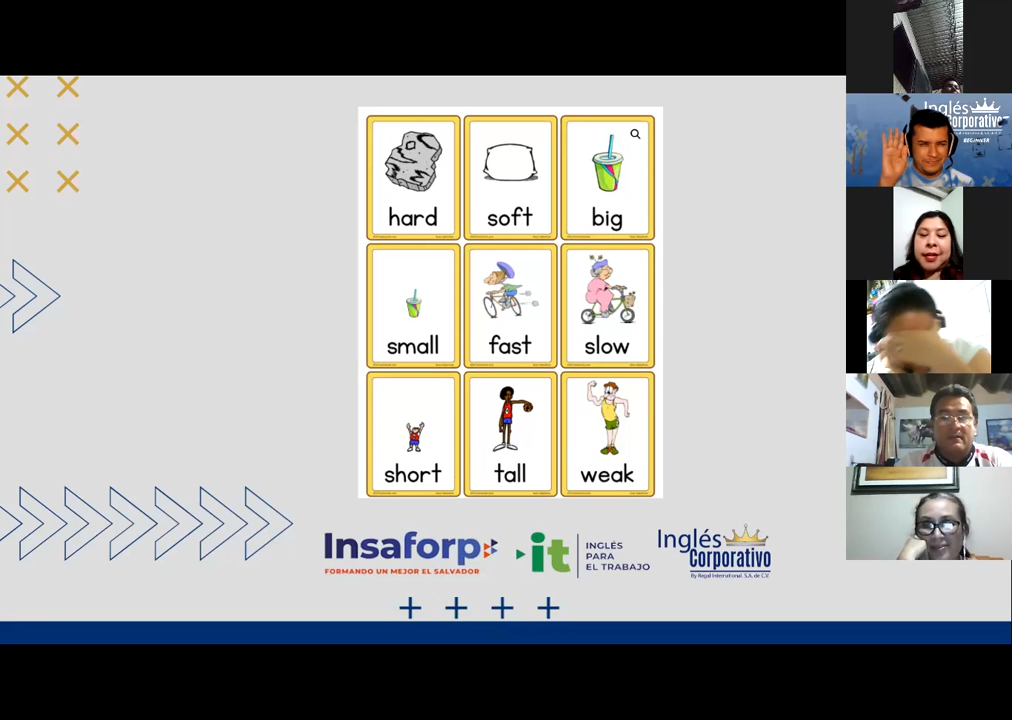 hard
soft
big
small
fast
slow
short
tall
weak
Insaforp
FORMANDO UN MEJOR EL SALVADOR
it
INGLÉS
PARA
EL TRABAJO
Inglés
Corporativo
By Regal International. S.A. de C.V.
Inglés
Corporativo
BEGINNER